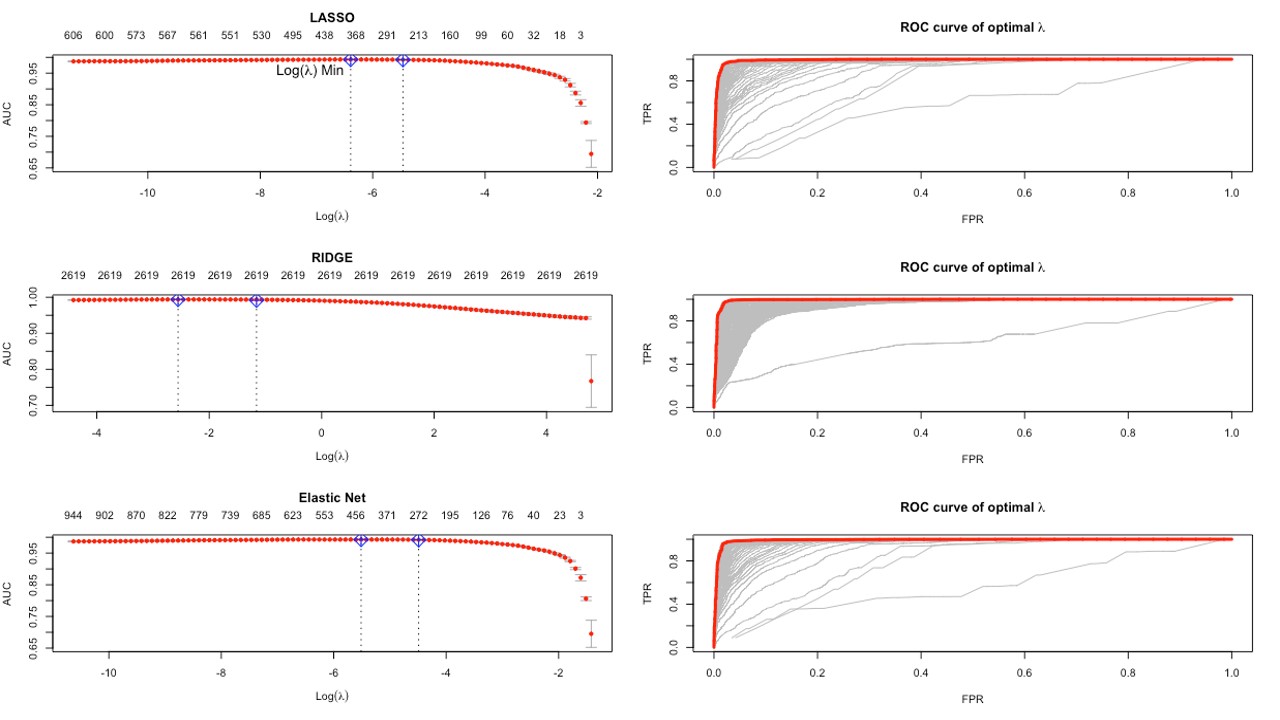 LASSO
606 600 573 567 561 551 530 495 438 368 291 213 160 99 60 32 18 3
0.95
0.85
0.75
0.65
AUC
Log(λ) Min
-10 -8 -6 -4 -2
Log(λ)
ROC curve of optimal λ
0.8
0.4
0.0
TPR
0.0 0.2 0.4 0.6 0.8 1.0
FPR
RIDGE
2619 2619 2619 2619 2619 2619 2619 2619 2619 2619 2619 2619 2619 2619 2619
1.00
0.90
0.80
0.70
AUC
-4 -2 0 2 4
Log(λ)
ROC curve of optimal λ
0.8
0.4
0.0
TPR
0.0 0.2 0.4 0.6 0.8 1.0
FPR
Elastic Net
944 902 870 822 779 739 685 623 553 456 371 272 195 126 76 40 23 3
0.95
0.85
0.75
0.65
AUC
-10 -8 -6 -4 -2
Log(λ)
ROC curve of optimal λ
0.8
0.4
0.0
TPR
0.0 0.2 0.4 0.6 0.8 1.0
FPR